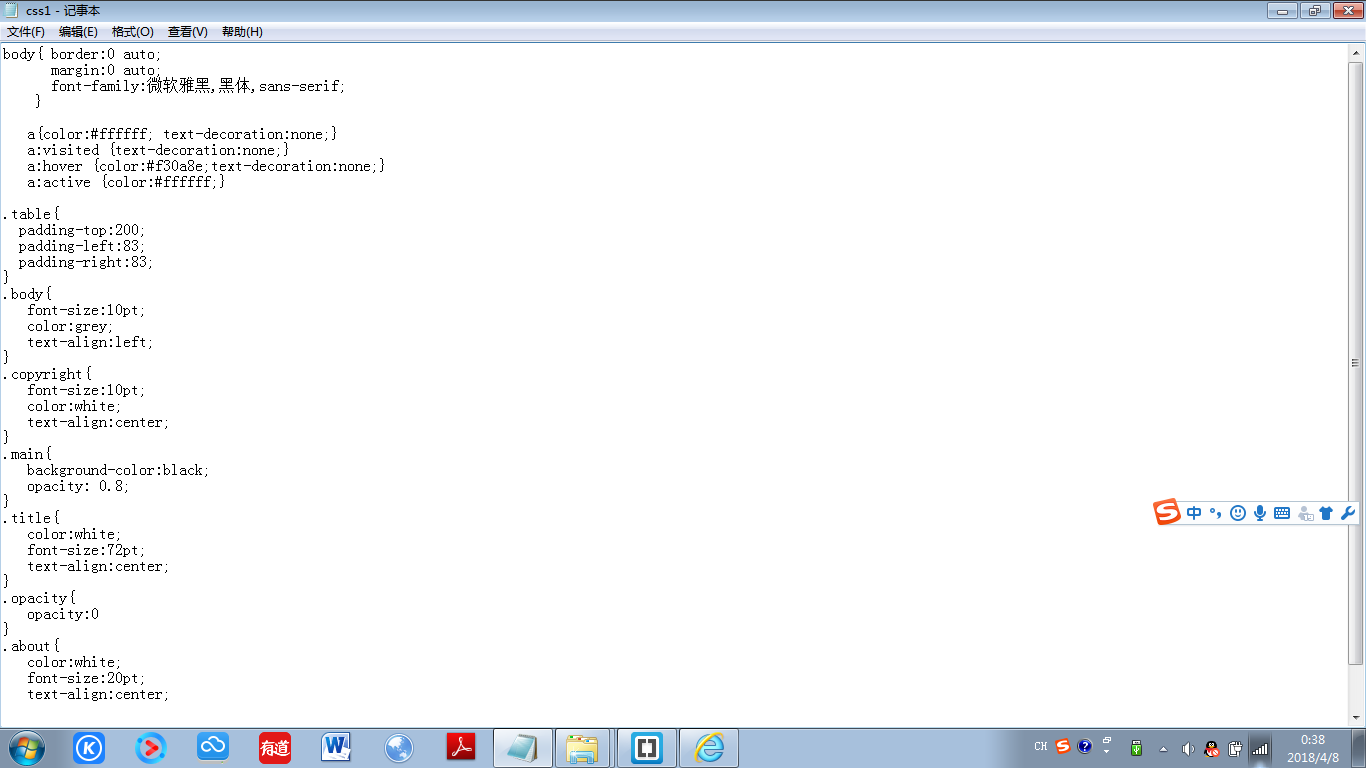 css1 - 记事本
文件(F) 编辑(E) 格式(O) 查看(V) 帮助(H)
body{ border:0 auto;
      margin:0 auto;
      font-family:微软雅黑,黑体,sans-serif;
    }
   a{color:#ffffff; text-decoration:none;}
   a:visited {text-decoration:none;}
   a:hover {color:#f30a8e;text-decoration:none;}
   a:active {color:#ffffff;}
.table{
  padding-top:200;
  padding-left:83;
  padding-right:83;
}
.body{
   font-size:10pt;
   color:grey;
   text-align:left;
}
.copyright{
   font-size:10pt;
   color:white;
   text-align:center;
}
.main{
   background-color:black;
   opacity: 0.8;
}
.title{
   color:white;
   font-size:72pt;
   text-align:center;
}
.opacity{
   opacity:0
}
.about{
   color:white;
   font-size:20pt;
   text-align:center;
中
有道
CH
0:38
2018/4/8